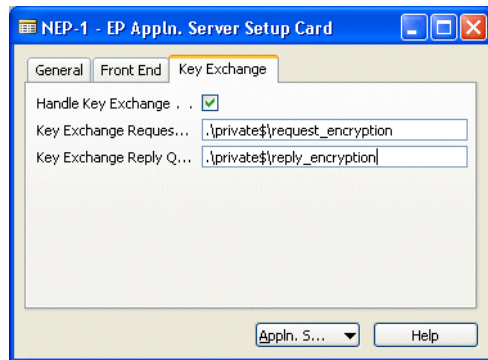 NEP-1 - EP Appln. Server Setup Card
General Front End Key Exchange
Handle Key Exchange . .
Key Exchange Reques... .\private$\request_encryption
Key Exchange Reply Q... .\private$\reply_encryption
Appln. S... Help